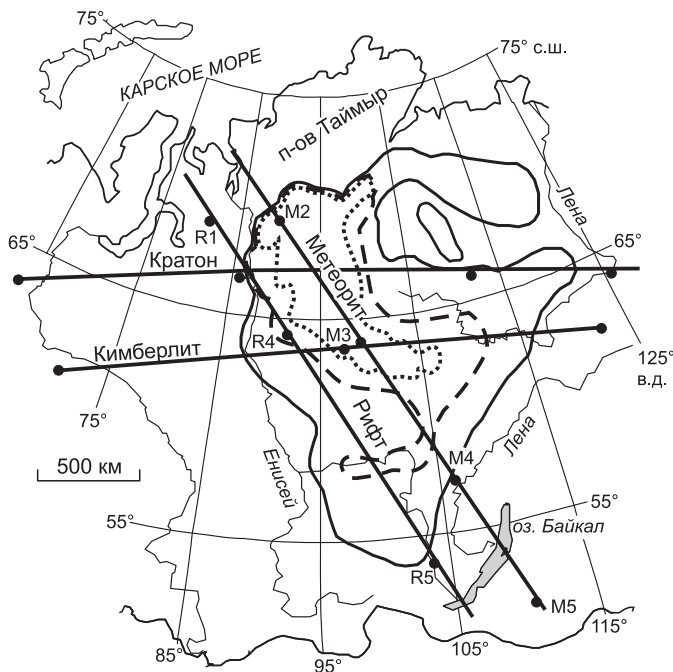 75°
75° с.ш.
КАРСКОЕ МОРЕ
п-ов Таймыр
Лена
R1
M2
65°
65°
Кратон
Метеорит
R4
M3
Кимберлит
125°
в.д.
75°
Рифт
500 км
Енисей
M4
Лена
55°
55°
оз. Байкал
R5
M5
85°
95°
105°
115°